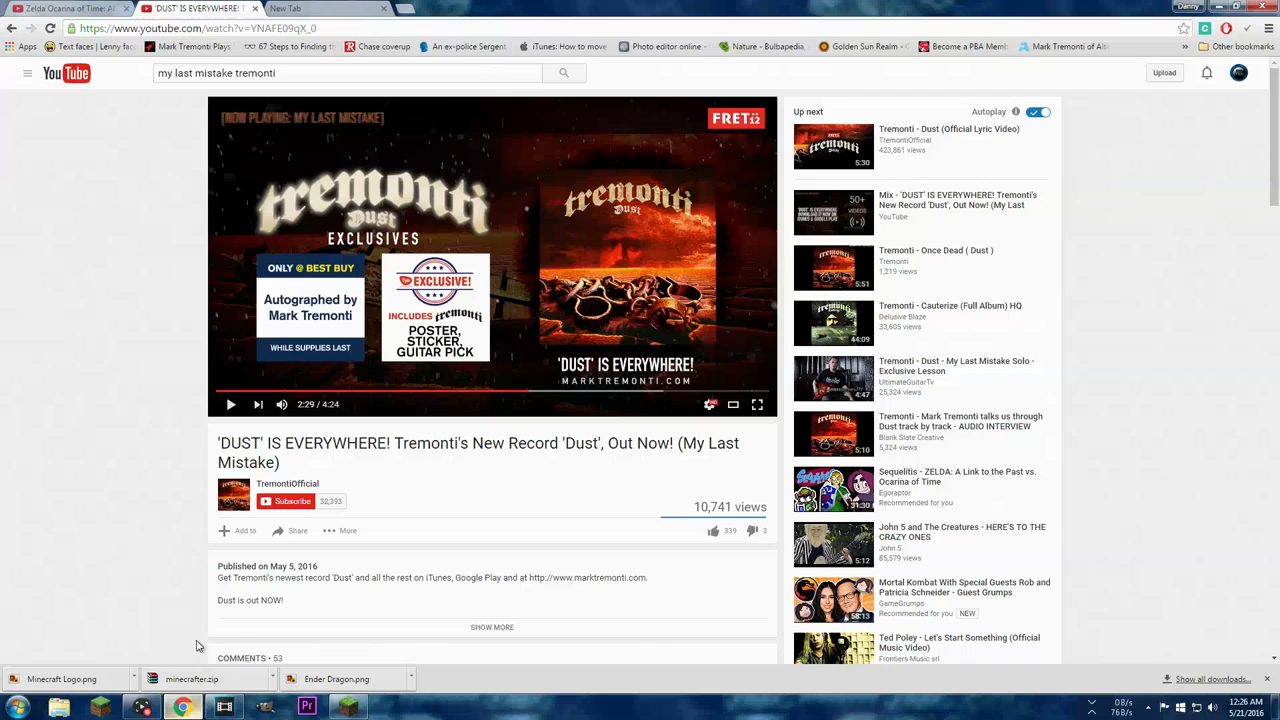 Zelda Ocarina of Time: Al
'DUST' IS EVERYWHERE! T
New Tab
Danny
https://www.youtube.com/watch?v=YNAFE09qX_0
Apps
Text faces | Lenny fac
Mark Tremonti Plays
67 Steps to Finding
Chase coverup
An ex-police Sergent
iTunes: How to move
Photo editor online -
Nature - Bulbapedia,
Golden Sun Realm -
Become a PBA Memb
Mark Tremonti of Alt
»
Other bookmarks
YouTube
my last mistake tremonti
Upload
[NOW PLAYING: MY LAST MISTAKE]
FRET12
tremonti
Dust
EXCLUSIVES
ONLY @ BEST BUY
Autographed by
Mark Tremonti
WHILE SUPPLIES LAST
EXCLUSIVE!
INCLUDES tremonti
POSTER,
STICKER,
GUITAR PICK
tremonti
Dust
'DUST' IS EVERYWHERE!
MARKTREMONTI.COM
2:29 / 4:24
'DUST' IS EVERYWHERE! Tremonti's New Record 'Dust', Out Now! (My Last
Mistake)
TremontiOfficial
Subscribe 32,393
10,741 views
Add to
Share
More
339
3
Published on May 5, 2016
Get Tremonti's newest record 'Dust' and all the rest on iTunes, Google Play and at http://www.marktremonti.com.
Dust is out NOW!
SHOW MORE
COMMENTS • 53
Up next
Autoplay
Tremonti - Dust (Official Lyric Video)
TremontiOfficial
423,861 views
5:30
Mix - 'DUST' IS EVERYWHERE! Tremonti's
New Record 'Dust', Out Now! (My Last
YouTube
50+
VIDEOS
Tremonti - Once Dead ( Dust )
Tremonti
1,219 views
5:51
Tremonti - Cauterize (Full Album) HQ
Delusive Blaze
33,605 views
44:09
Tremonti - Dust - My Last Mistake Solo -
Exclusive Lesson
UltimateGuitarTv
25,324 views
4:47
Tremonti - Mark Tremonti talks us through
Dust track by track - AUDIO INTERVIEW
Blank Slate Creative
5,324 views
5:10
Sequelitis - ZELDA: A Link to the Past vs.
Ocarina of Time
Egoraptor
Recommended for you
31:30
John 5 and The Creatures - HERE'S TO THE
CRAZY ONES
John 5
85,579 views
5:12
Mortal Kombat With Special Guests Rob and
Patricia Schneider - Guest Grumps
GameGrumps
Recommended for you NEW
58:13
Ted Poley - Let's Start Something (Official
Music Video)
Frontiers Music srl
Minecraft Logo.png
minecrafter.zip
Ender Dragon.png
Show all downloads...
Pr
0B/s
76B/s
12:26 AM
5/21/2016